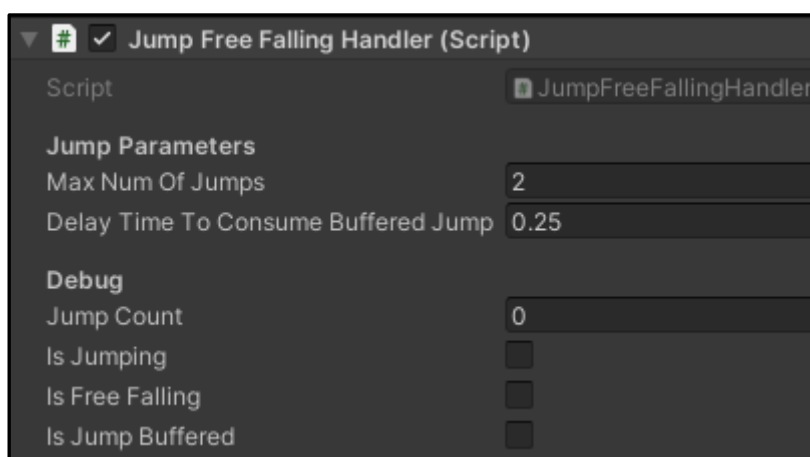 # Jump Free Falling Handler (Script)
Script # JumpFreeFallingHandler
Jump Parameters
Max Num Of Jumps 2
Delay Time To Consume Buffered Jump 0.25
Debug
Jump Count 0
Is Jumping
Is Free Falling
Is Jump Buffered